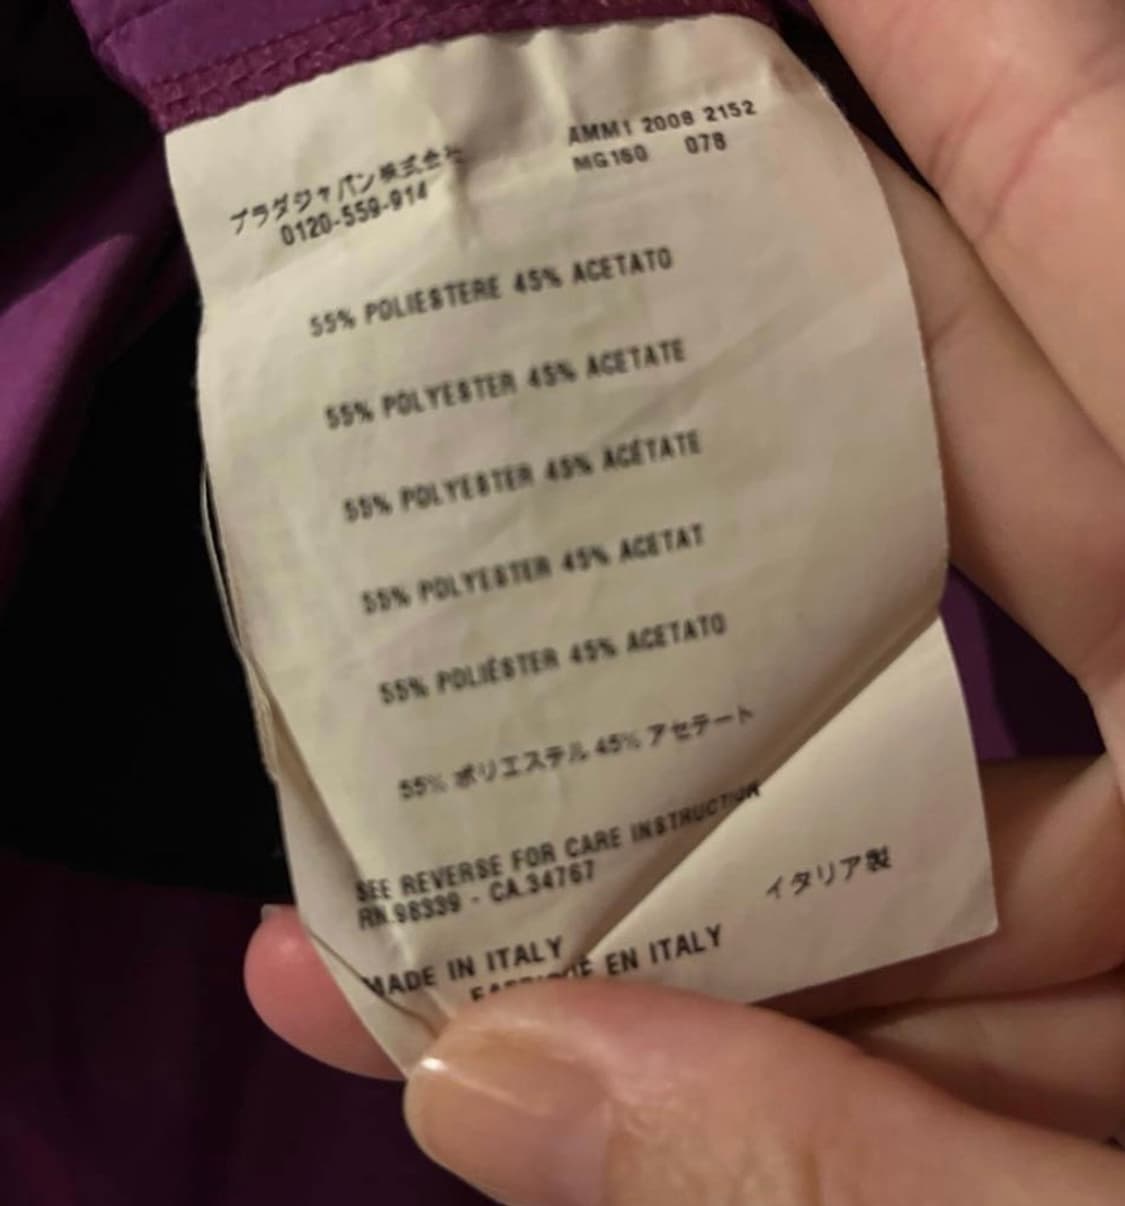 プラダジャパン株式会社
0120-559-914
AMM1 2008 2152
MG160 078
55% POLIESTERE 45% ACETATO
55% POLYESTER 45% ACETATE
55% POLYESTER 45% ACÉTATE
55% POLYESTER 45% ACETAT
55% POLIÉSTER 45% ACETATO
55% ポリエステル 45% アセテート
SEE REVERSE FOR CARE INSTRUCTION
RN.98339 - CA.34767
イタリア製
MADE IN ITALY
EN ITALY